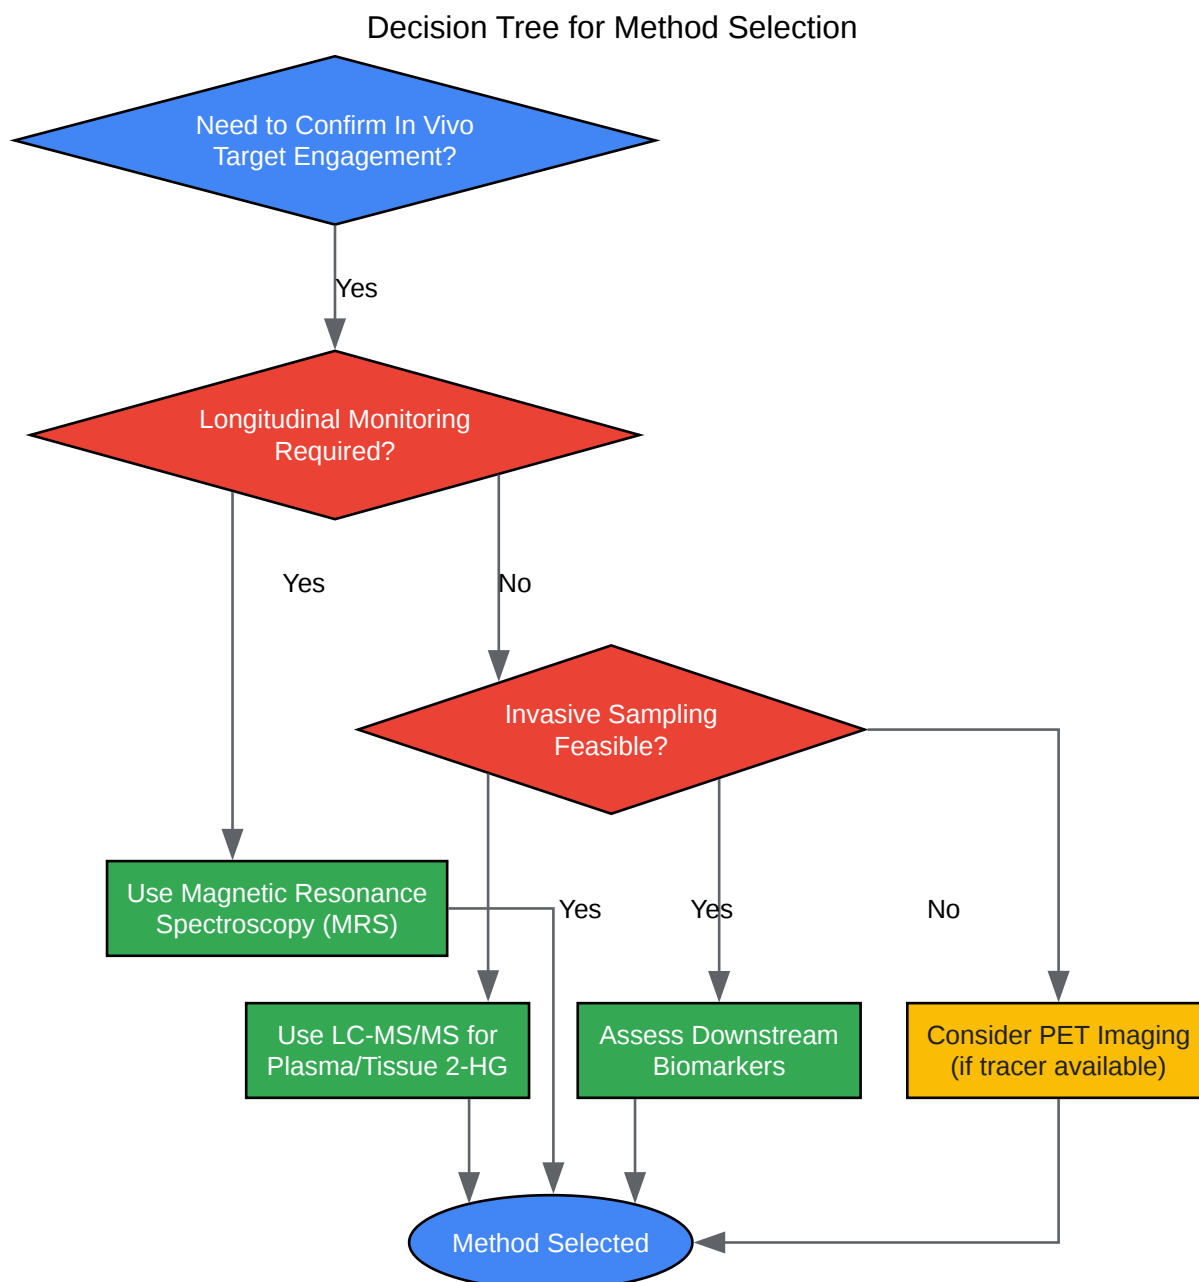 Decision Tree for Method Selection
Need to Confirm In Vivo
Target Engagement?
Yes
Longitudinal Monitoring
Required?
Yes
No
Invasive Sampling
Feasible?
Use Magnetic Resonance
Spectroscopy (MRS)
Yes
Yes
No
Use LC-MS/MS for
Plasma/Tissue 2-HG
Assess Downstream
Biomarkers
Consider PET Imaging
(if tracer available)
Method Selected